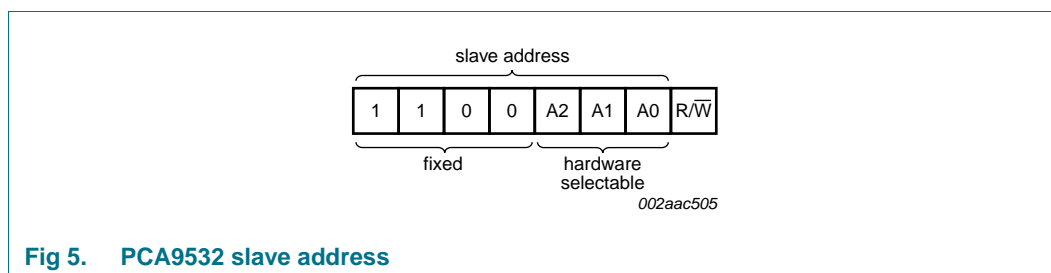 slave address
1 1 0 0 A2 A1 A0 R/W̅
fixed
hardware
selectable
002aac505
Fig 5. PCA9532 slave address